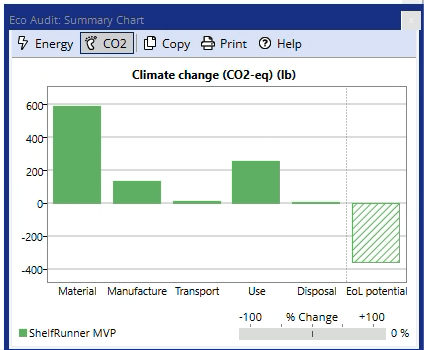 Eco Audit: Summary Chart
Energy CO2 Copy Print Help
Climate change (CO2-eq) (lb)
600
400
200
0
-200
-400
Material Manufacture Transport Use Disposal EoL potential
-100 % Change +100
ShelfRunner MVP 0 %